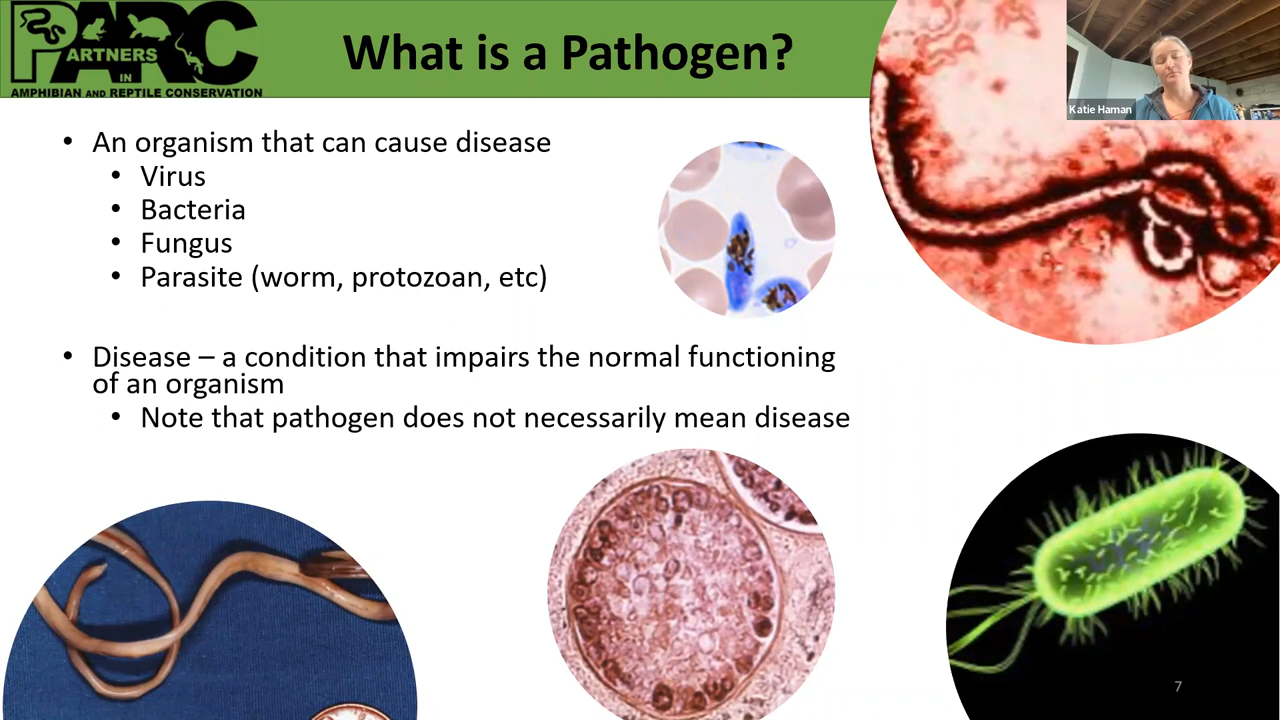 PARC
ARTNERS
IN
AMPHIBIAN AND REPTILE CONSERVATION
What is a Pathogen?
Katie Haman
• An organism that can cause disease
• Virus
• Bacteria
• Fungus
• Parasite (worm, protozoan, etc)
• Disease – a condition that impairs the normal functioning
of an organism
• Note that pathogen does not necessarily mean disease
7